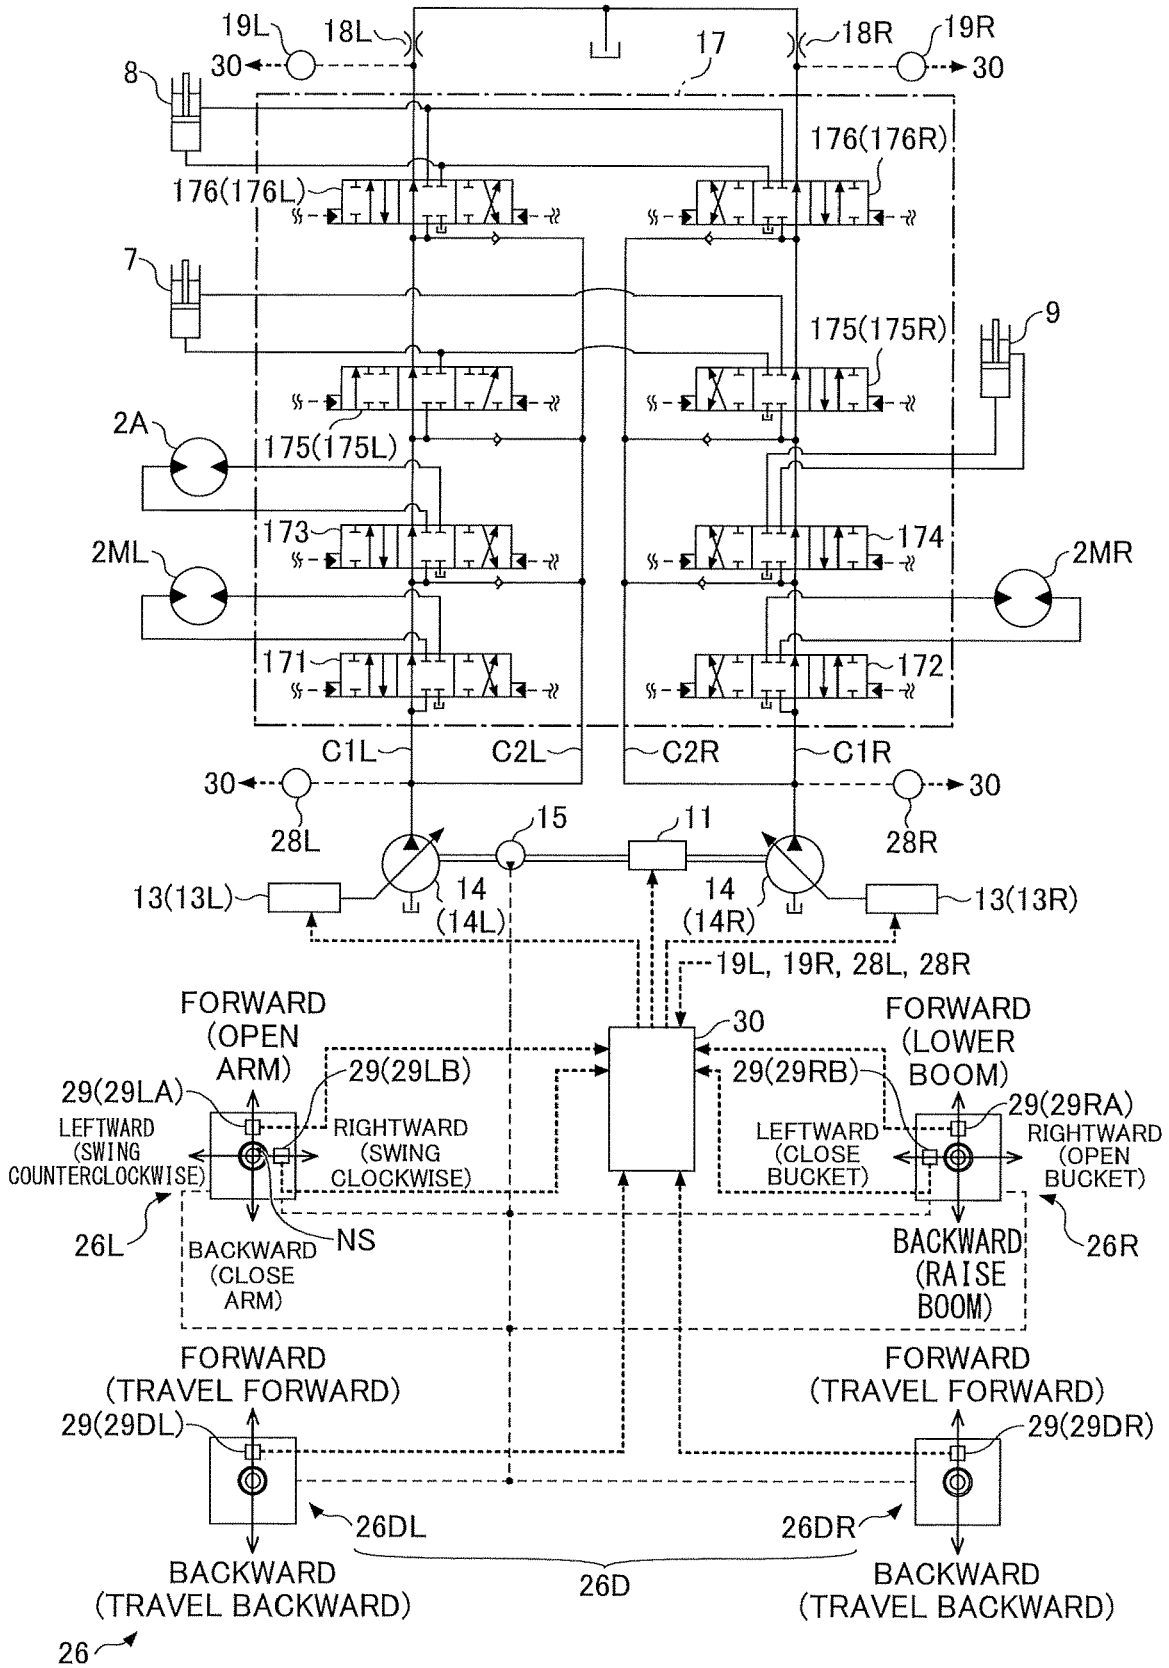 19L
18L
18R
19R
30
30
17
8
176(176R)
176(176L)
7
9
175(175R)
175(175L)
2A
173
174
2ML
2MR
171
172
C1L
C2L
C2R
C1R
30
30
28L
15
11
28R
13(13L)
14
(14L)
14
(14R)
13(13R)
19L, 19R, 28L, 28R
30
FORWARD
(OPEN
ARM)
FORWARD
(LOWER
BOOM)
29(29LB)
29(29RB)
29(29LA)
29(29RA)
LEFTWARD
(SWING
COUNTERCLOCKWISE)
RIGHTWARD
(SWING
CLOCKWISE)
LEFTWARD
(CLOSE
BUCKET)
RIGHTWARD
(OPEN
BUCKET)
26L
NS
26R
BACKWARD
(CLOSE
ARM)
BACKWARD
(RAISE
BOOM)
FORWARD
(TRAVEL FORWARD)
FORWARD
(TRAVEL FORWARD)
29(29DL)
29(29DR)
26DL
26DR
26D
BACKWARD
(TRAVEL BACKWARD)
BACKWARD
(TRAVEL BACKWARD)
26